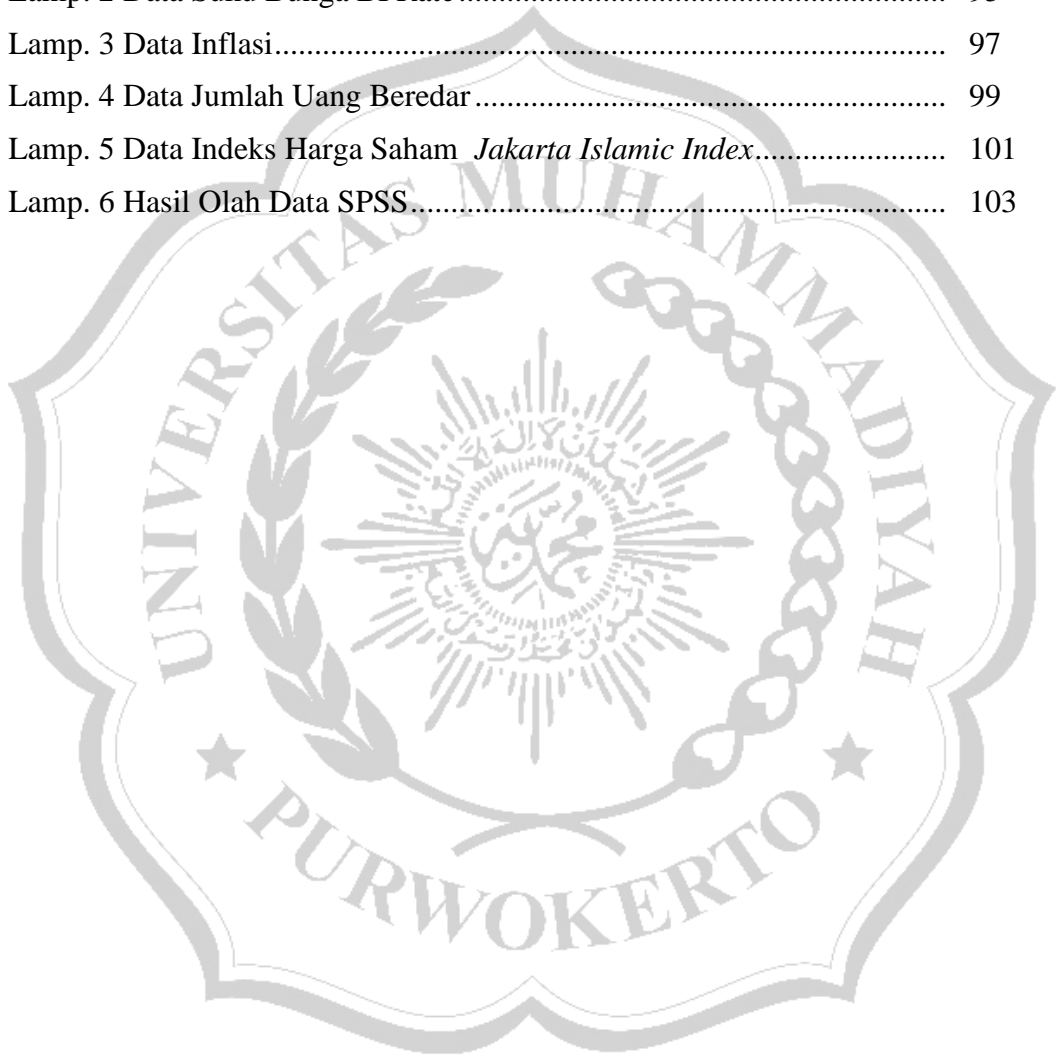 Lamp. 3 Data Inflasi.................................................................................... 97
Lamp. 4 Data Jumlah Uang Beredar........................................................... 99
Lamp. 5 Data Indeks Harga Saham Jakarta Islamic Index........................ 101
Lamp. 6 Hasil Olah Data SPSS................................................................... 103
UNIVERSITAS MUHAMMADIYAH
PURWOKERTO